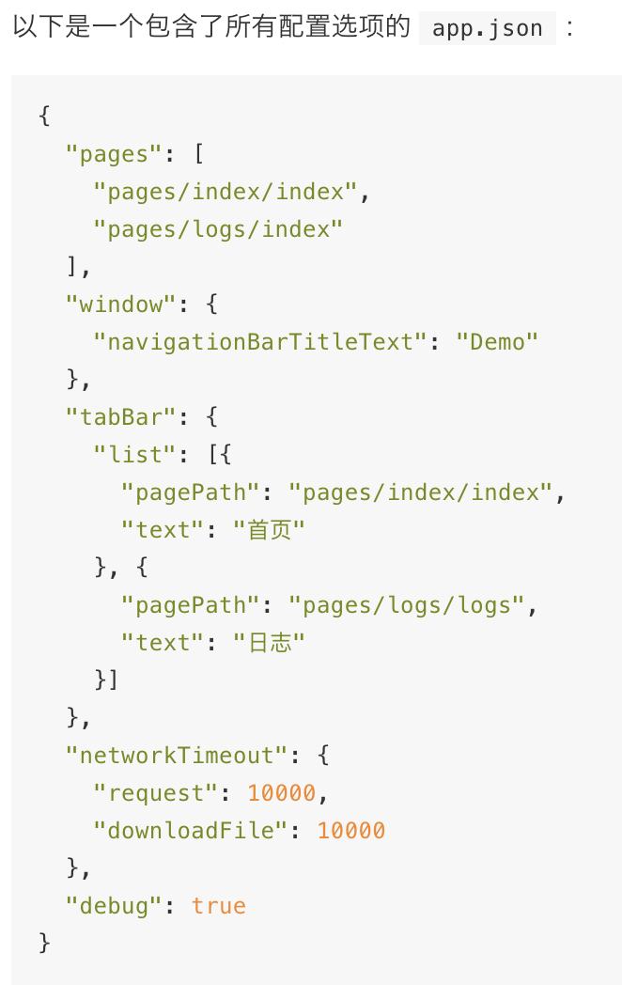 以下是一个包含了所有配置选项的 app.json ：
{
  "pages": [
    "pages/index/index",
    "pages/logs/index"
  ],
  "window": {
    "navigationBarTitleText": "Demo"
  },
  "tabBar": {
    "list": [{
      "pagePath": "pages/index/index",
      "text": "首页"
    }, {
      "pagePath": "pages/logs/logs",
      "text": "日志"
    }]
  },
  "networkTimeout": {
    "request": 10000,
    "downloadFile": 10000
  },
  "debug": true
}